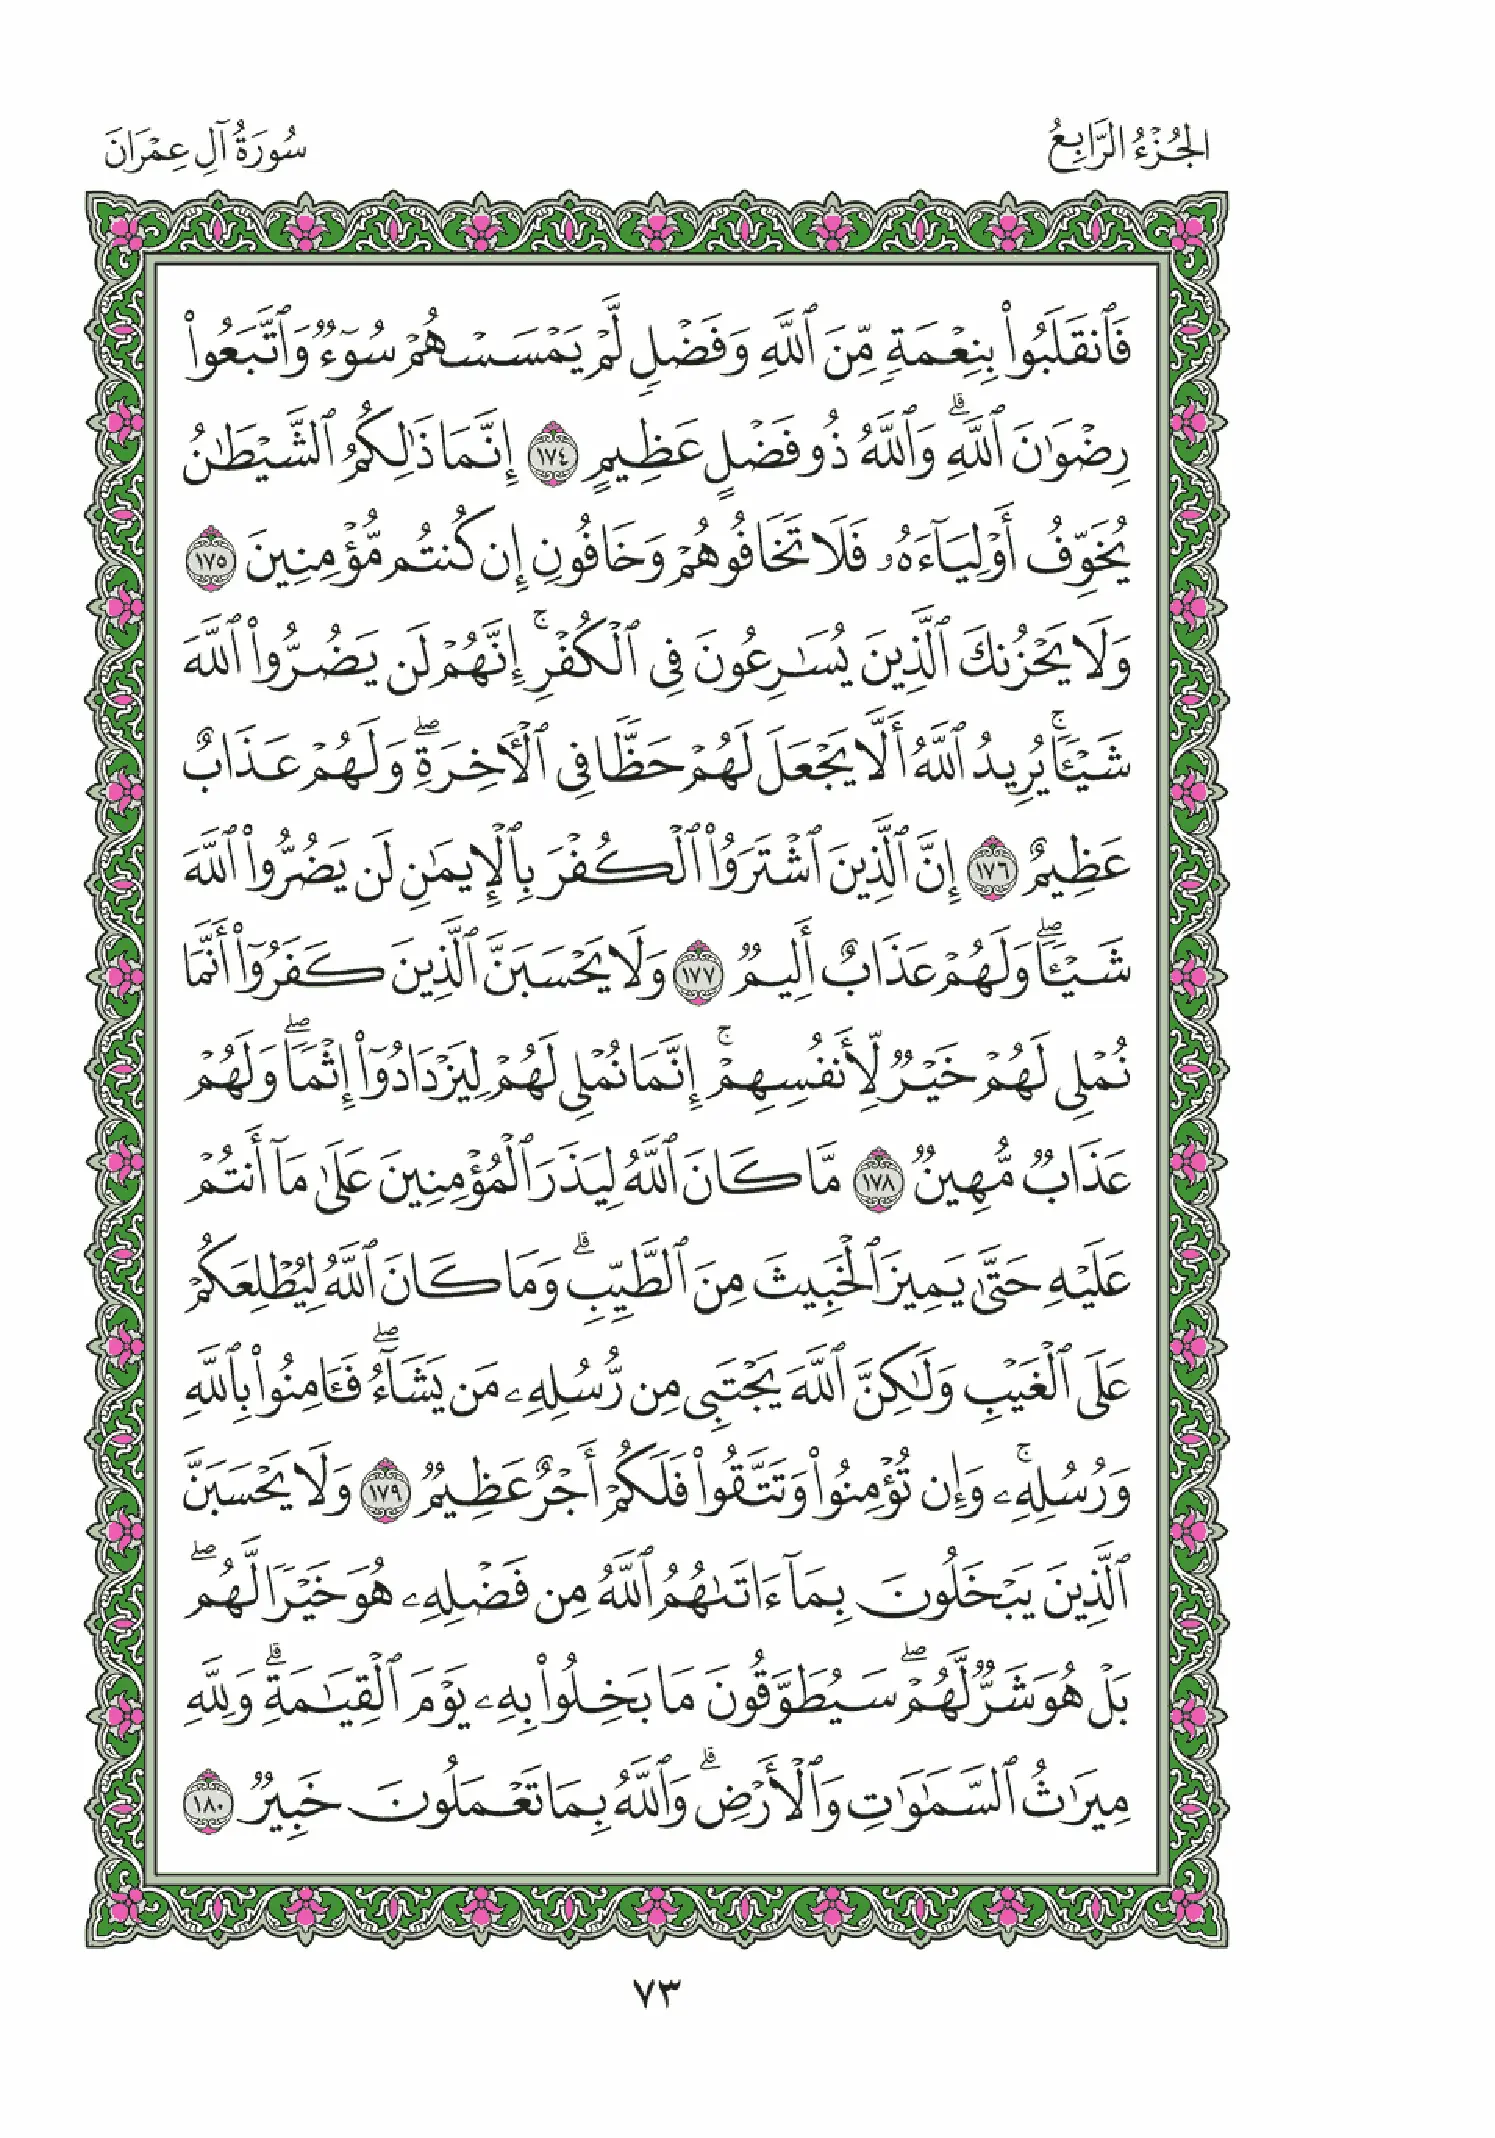 الجُزْءُ الرَّابِعُ
سُورَةُ آلِ عِمْرَانَ
فَٱنقَلَبُوا۟ بِنِعْمَةٍ مِّنَ ٱللَّهِ وَفَضْلٍ لَّمْ يَمْسَسْهُمْ سُوٓءٌ وَٱتَّبَعُوا۟
رِضْوَٰنَ ٱللَّهِ ۗ وَٱللَّهُ ذُو فَضْلٍ عَظِيمٍ ١٧٤ إِنَّمَا ذَٰلِكُمُ ٱلشَّيْطَٰنُ
يُخَوِّفُ أَوْلِيَآءَهُۥ فَلَا تَخَافُوهُمْ وَخَافُونِ إِن كُنتُم مُّؤْمِنِينَ ١٧٥
وَلَا يَحْزُنكَ ٱلَّذِينَ يُسَٰرِعُونَ فِى ٱلْكُفْرِ ۚ إِنَّهُمْ لَن يَضُرُّوا۟ ٱللَّهَ
شَيْـًٔا ۚ يُرِيدُ ٱللَّهُ أَلَّا يَجْعَلَ لَهُمْ حَظًّا فِى ٱلْـَٔاخِرَةِ ۖ وَلَهُمْ عَذَابٌ
عَظِيمٌ ١٧٦ إِنَّ ٱلَّذِينَ ٱشْتَرَوُا۟ ٱلْكُفْرَ بِٱلْإِيمَٰنِ لَن يَضُرُّوا۟ ٱللَّهَ
شَيْـًٔا ۖ وَلَهُمْ عَذَابٌ أَلِيمٌ ١٧٧ وَلَا يَحْسَبَنَّ ٱلَّذِينَ كَفَرُوٓا۟ أَنَّمَا
نُمْلِى لَهُمْ خَيْرٌ لِّأَنفُسِهِمْ ۚ إِنَّمَا نُمْلِى لَهُمْ لِيَزْدَادُوٓا۟ إِثْمًا ۖ وَلَهُمْ
عَذَابٌ مُّهِينٌ ١٧٨ مَّا كَانَ ٱللَّهُ لِيَذَرَ ٱلْمُؤْمِنِينَ عَلَىٰ مَآ أَنتُمْ
عَلَيْهِ حَتَّىٰ يَمِيزَ ٱلْخَبِيثَ مِنَ ٱلطَّيِّبِ ۗ وَمَا كَانَ ٱللَّهُ لِيُطْلِعَكُمْ
عَلَى ٱلْغَيْبِ وَلَٰكِنَّ ٱللَّهَ يَجْتَبِى مِن رُّسُلِهِۦ مَن يَشَآءُ ۖ فَـَٔامِنُوا۟ بِٱللَّهِ
وَرُسُلِهِۦ ۚ وَإِن تُؤْمِنُوا۟ وَتَتَّقُوا۟ فَلَكُمْ أَجْرٌ عَظِيمٌ ١٧٩ وَلَا يَحْسَبَنَّ
ٱلَّذِينَ يَبْخَلُونَ بِمَآ ءَاتَىٰهُمُ ٱللَّهُ مِن فَضْلِهِۦ هُوَ خَيْرًا لَّهُم ۖ
بَلْ هُوَ شَرٌّ لَّهُمْ ۖ سَيُطَوَّقُونَ مَا بَخِلُوا۟ بِهِۦ يَوْمَ ٱلْقِيَٰمَةِ ۗ وَلِلَّهِ
مِيرَٰثُ ٱلسَّمَٰوَٰتِ وَٱلْأَرْضِ ۗ وَٱللَّهُ بِمَا تَعْمَلُونَ خَبِيرٌ ١٨٠
٧٣